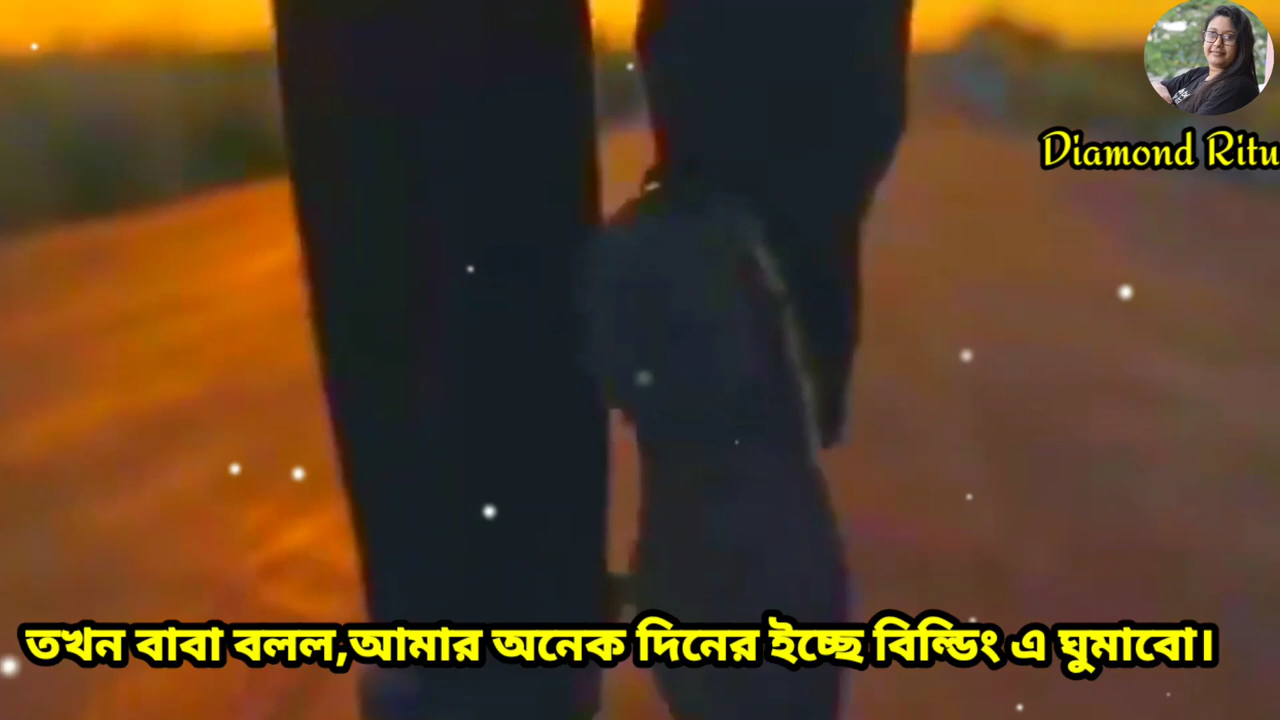 Diamond Ritu
তখন বাবা বলল,আমার অনেক দিনের ইচ্ছে বিল্ডিং এ ঘুমাবো।